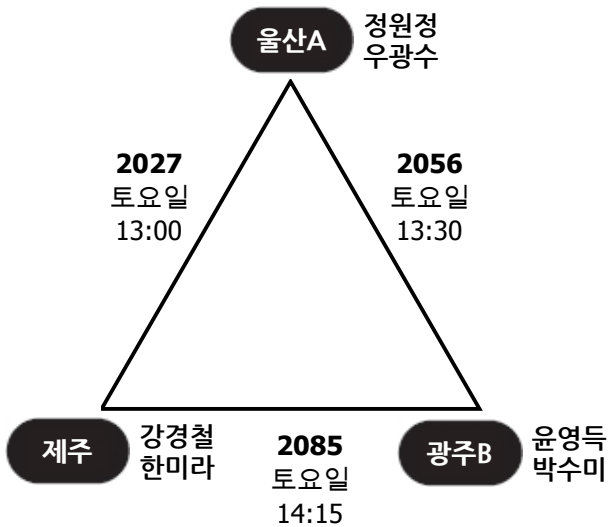 울산A
정원정
우광수
2027
토요일
13:00
2056
토요일
13:30
제주
강경철
한미라
2085
토요일
14:15
광주B
윤영득
박수미